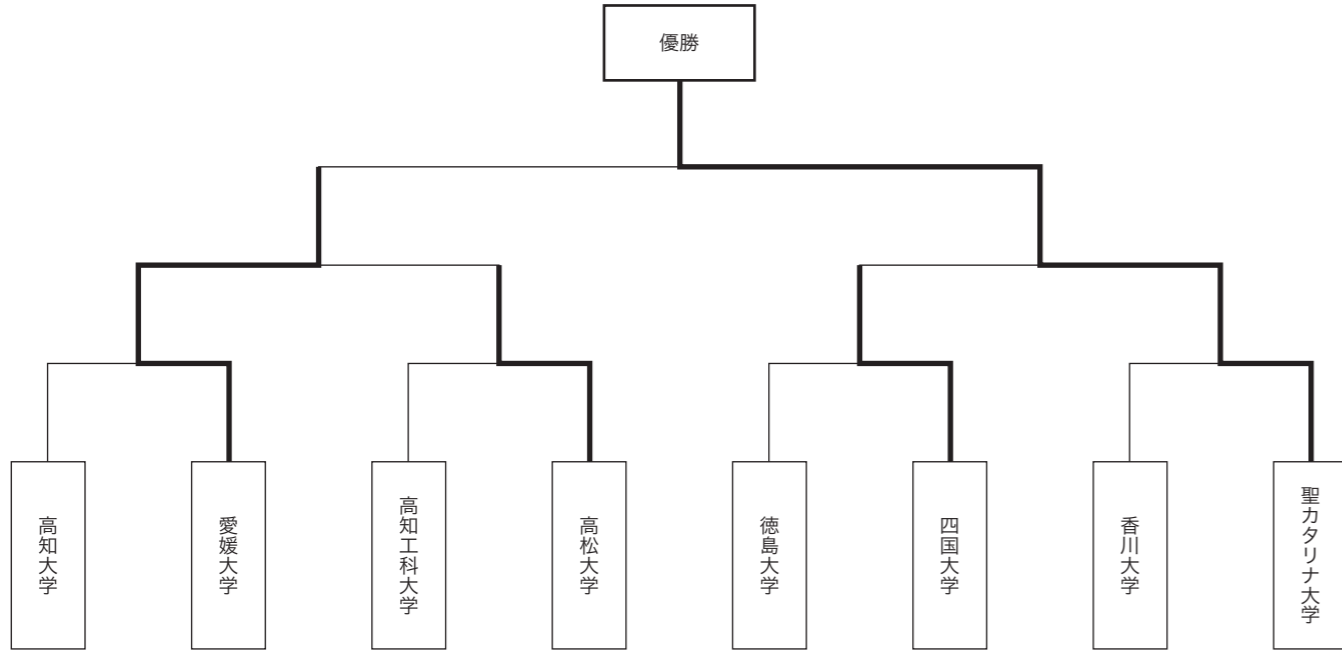 優勝
高知大学
愛媛大学
高知工科大学
高松大学
徳島大学
四国大学
香川大学
聖カタリナ大学